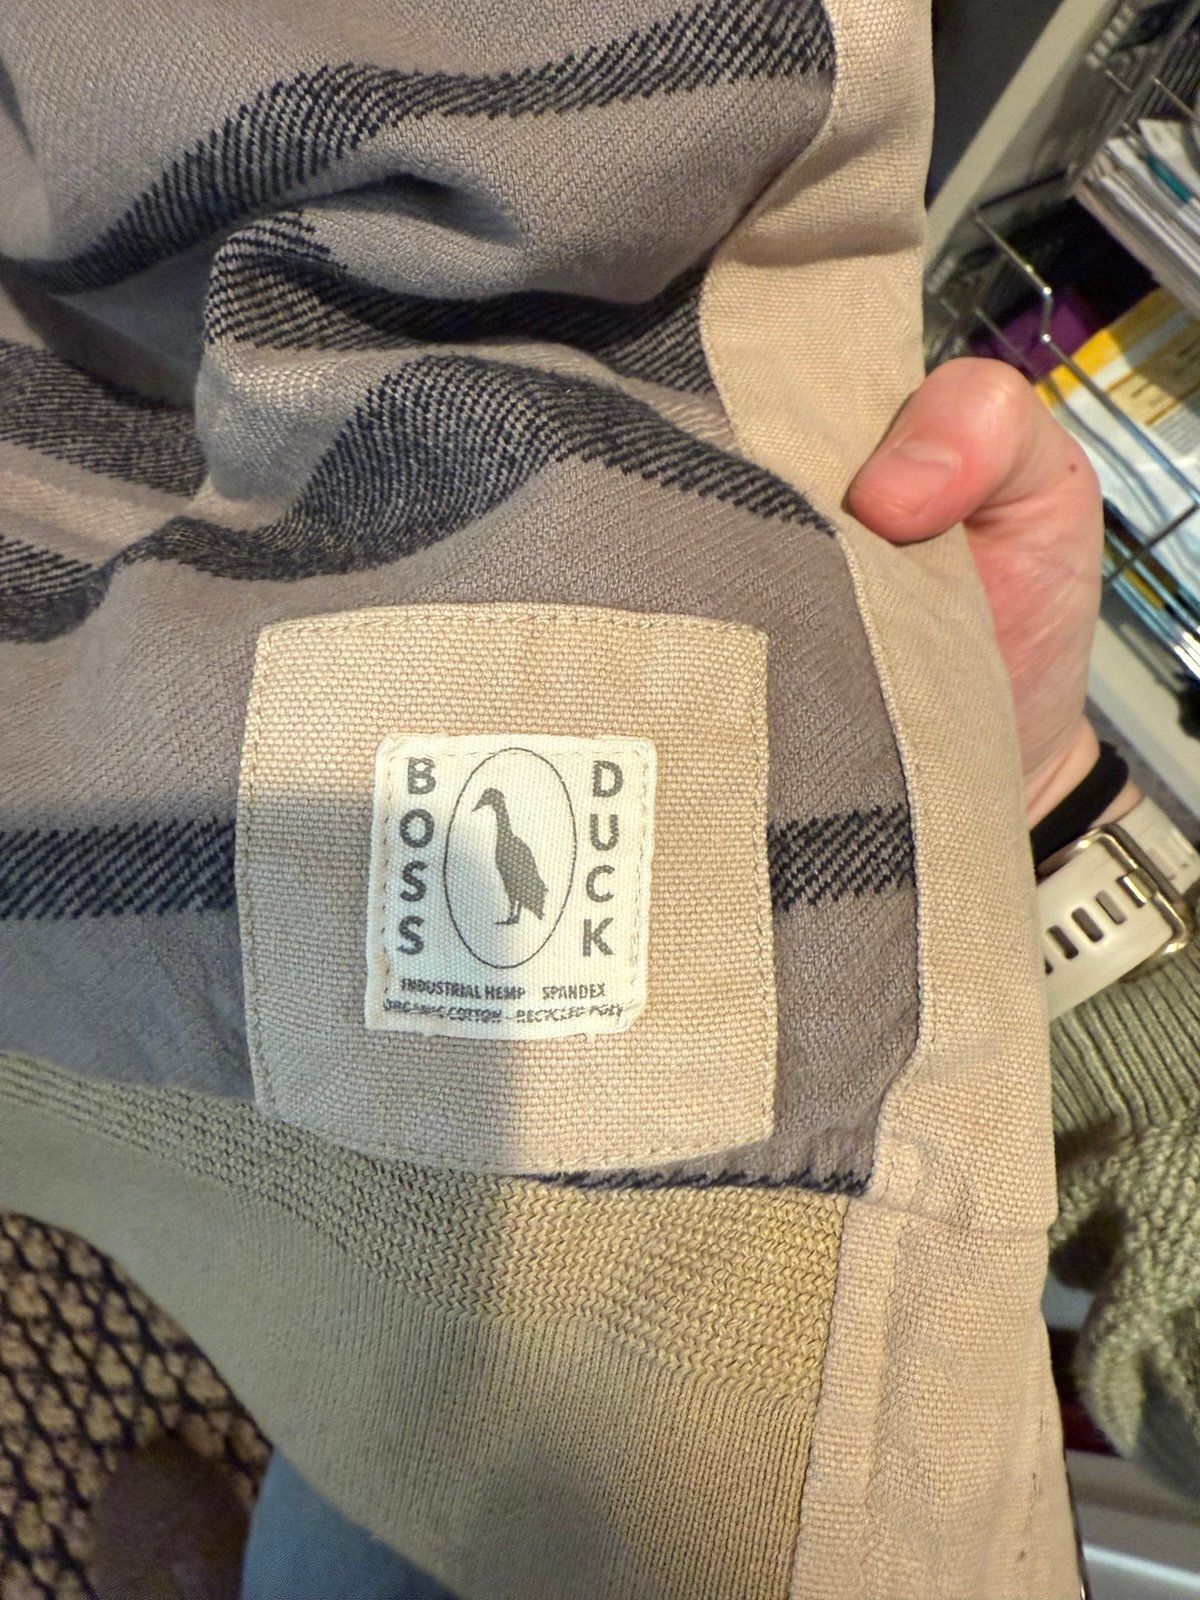 BOSS
DUCK
INDUSTRIAL HEMP SPANDEX
ORGANIC COTTON - RECYCLED POLY